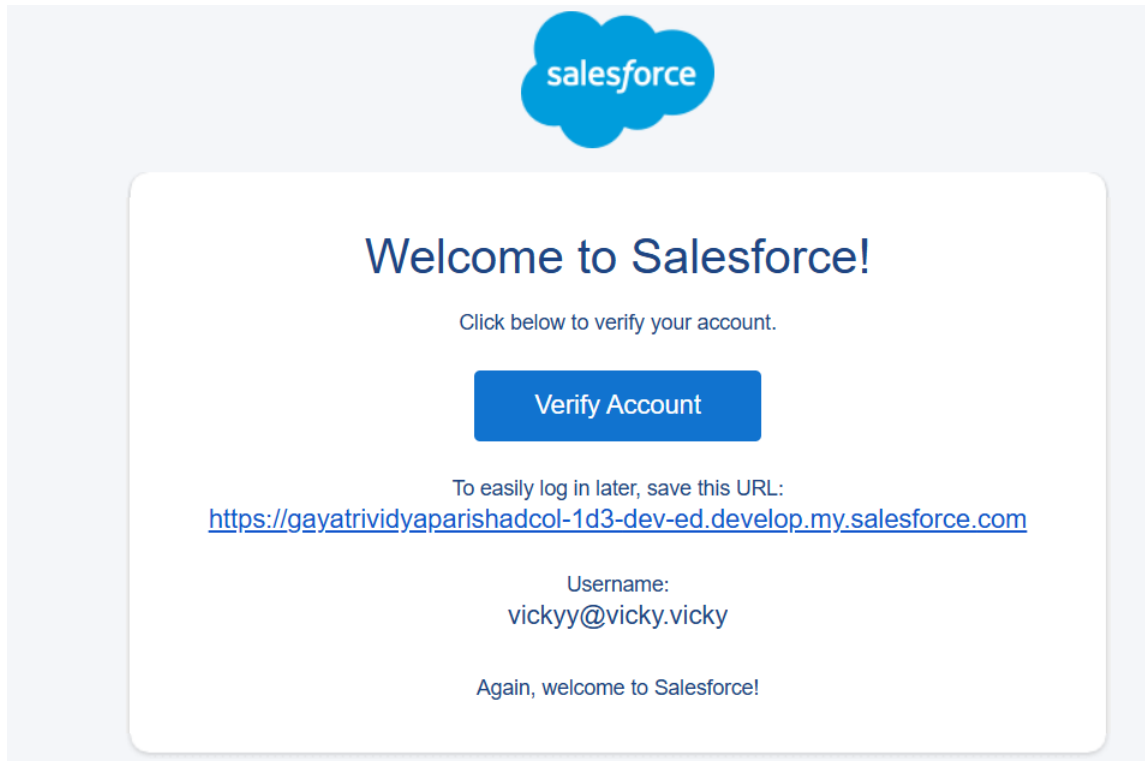 salesforce
Welcome to Salesforce!
Click below to verify your account.
Verify Account
To easily log in later, save this URL:
https://gayatrividyaparishadcol-1d3-dev-ed.develop.my.salesforce.com
Username:
vickyy@vicky.vicky
Again, welcome to Salesforce!